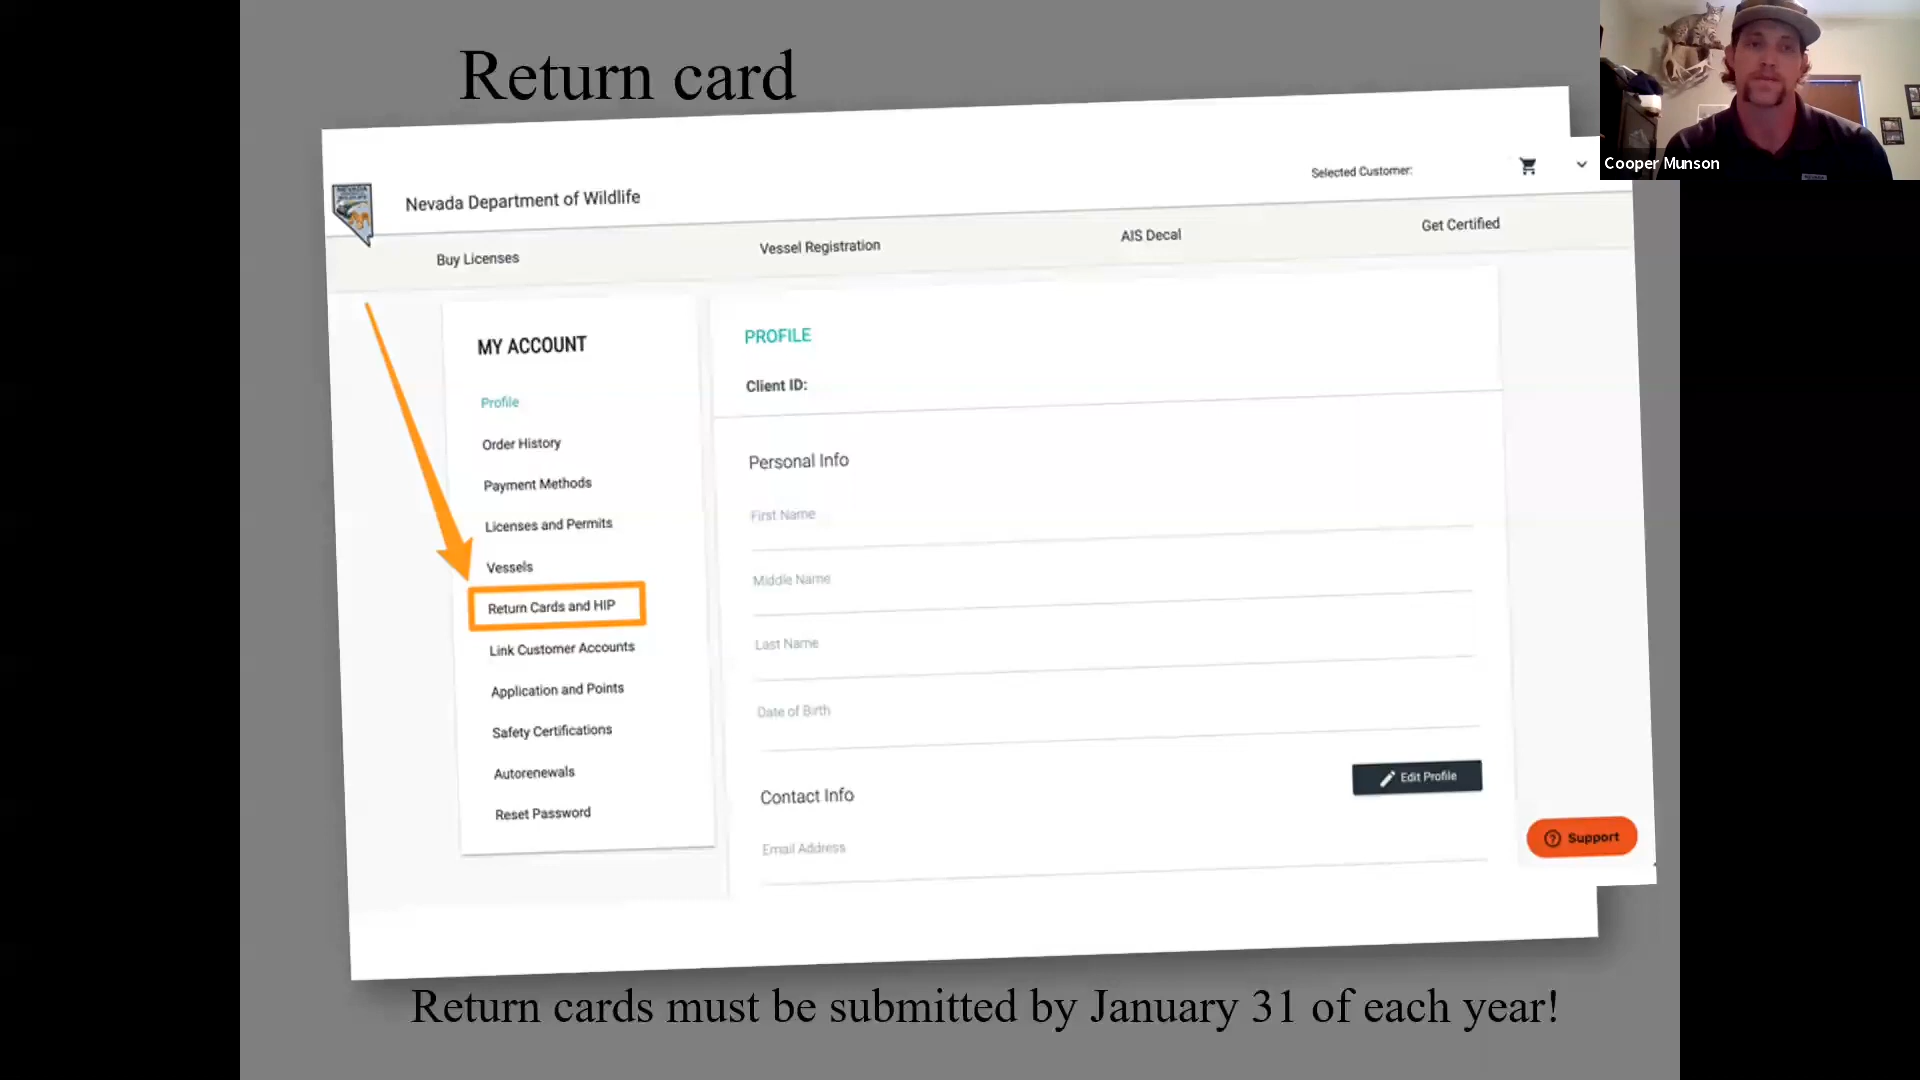 Return card
Cooper Munson
Selected Customer:
Nevada Department of Wildlife
Buy Licenses
Vessel Registration
AIS Decal
Get Certified
MY ACCOUNT
Profile
Order History
Payment Methods
Licenses and Permits
Vessels
Return Cards and HIP
Link Customer Accounts
Application and Points
Safety Certifications
Autorenewals
Reset Password
PROFILE
Client ID:
Personal Info
First Name
Middle Name
Last Name
Date of Birth
Edit Profile
Contact Info
Email Address
Support
Return cards must be submitted by January 31 of each year!